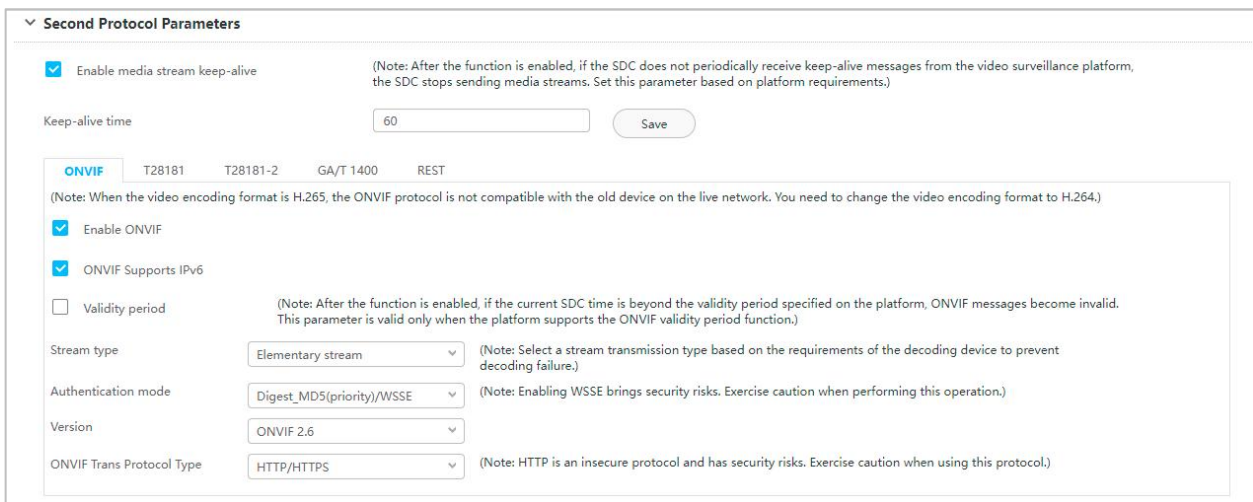 Second Protocol Parameters
Enable media stream keep-alive
(Note: After the function is enabled, if the SDC does not periodically receive keep-alive messages from the video surveillance platform,
the SDC stops sending media streams. Set this parameter based on platform requirements.)
Keep-alive time
60
Save
ONVIF T28181 T28181-2 GA/T 1400 REST
(Note: When the video encoding format is H.265, the ONVIF protocol is not compatible with the old device on the live network. You need to change the video encoding format to H.264.)
Enable ONVIF
ONVIF Supports IPv6
Validity period
(Note: After the function is enabled, if the current SDC time is beyond the validity period specified on the platform, ONVIF messages become invalid.
This parameter is valid only when the platform supports the ONVIF validity period function.)
Stream type
Elementary stream
(Note: Select a stream transmission type based on the requirements of the decoding device to prevent
decoding failure.)
Authentication mode
Digest_MD5(priority)/WSSE
(Note: Enabling WSSE brings security risks. Exercise caution when performing this operation.)
Version
ONVIF 2.6
ONVIF Trans Protocol Type
HTTP/HTTPS
(Note: HTTP is an insecure protocol and has security risks. Exercise caution when using this protocol.)